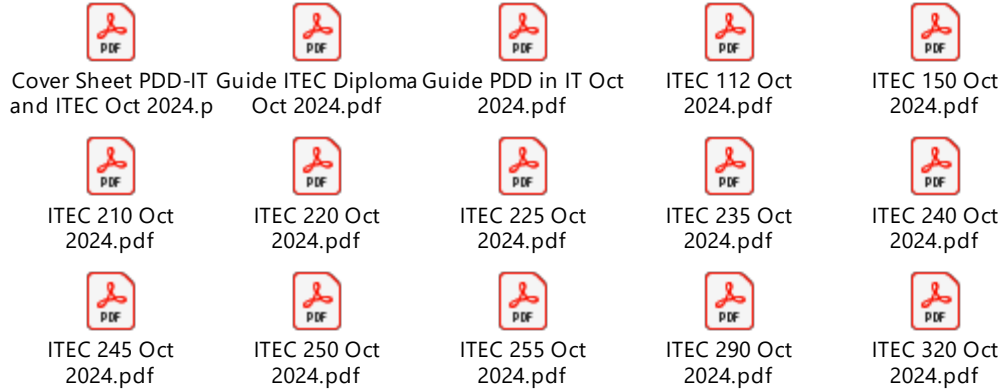 PDF PDF PDF PDF PDF
Cover Sheet PDD-IT Guide ITEC Diploma Guide PDD in IT Oct ITEC 112 Oct ITEC 150 Oct
and ITEC Oct 2024.p Oct 2024.pdf 2024.pdf 2024.pdf 2024.pdf
PDF PDF PDF PDF PDF
ITEC 210 Oct ITEC 220 Oct ITEC 225 Oct ITEC 235 Oct ITEC 240 Oct
2024.pdf 2024.pdf 2024.pdf 2024.pdf 2024.pdf
PDF PDF PDF PDF PDF
ITEC 245 Oct ITEC 250 Oct ITEC 255 Oct ITEC 290 Oct ITEC 320 Oct
2024.pdf 2024.pdf 2024.pdf 2024.pdf 2024.pdf